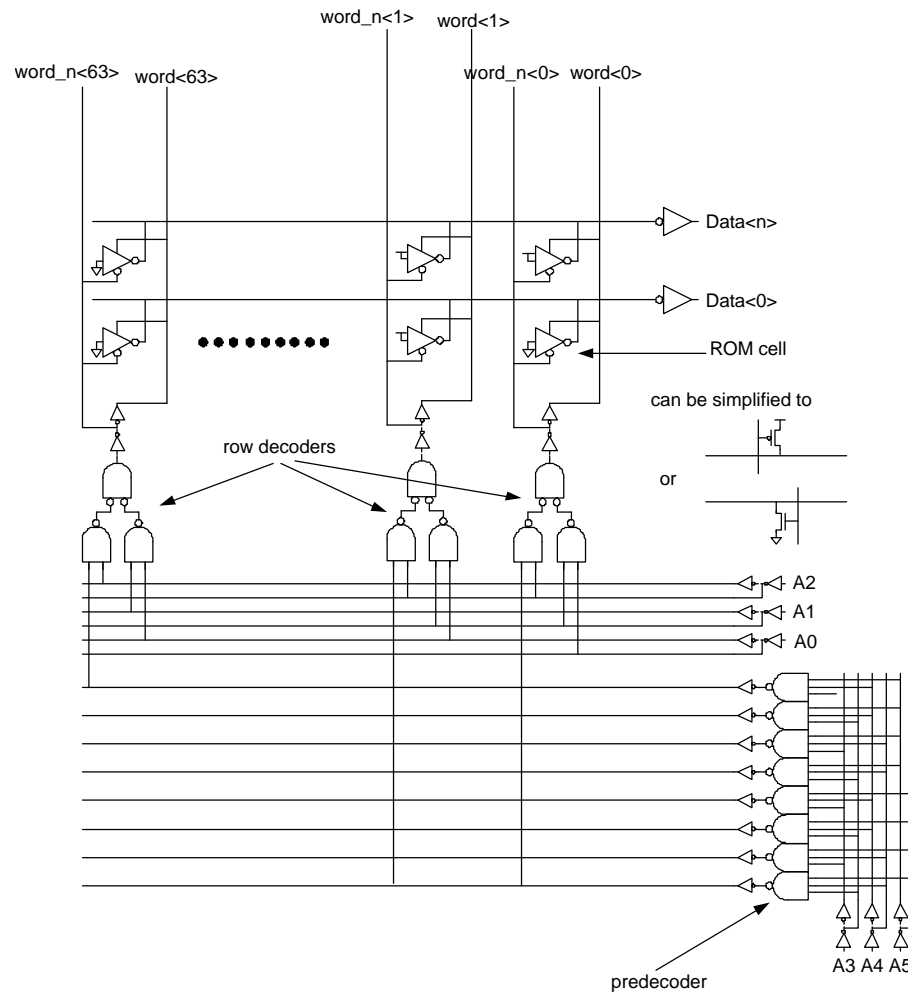 word_n<1>
word<1>
word_n<63>
word<63>
word_n<0>
word<0>
Data<n>
Data<0>
ROM cell
can be simplified to
row decoders
or
A2
A1
A0
A3 A4 A5
predecoder